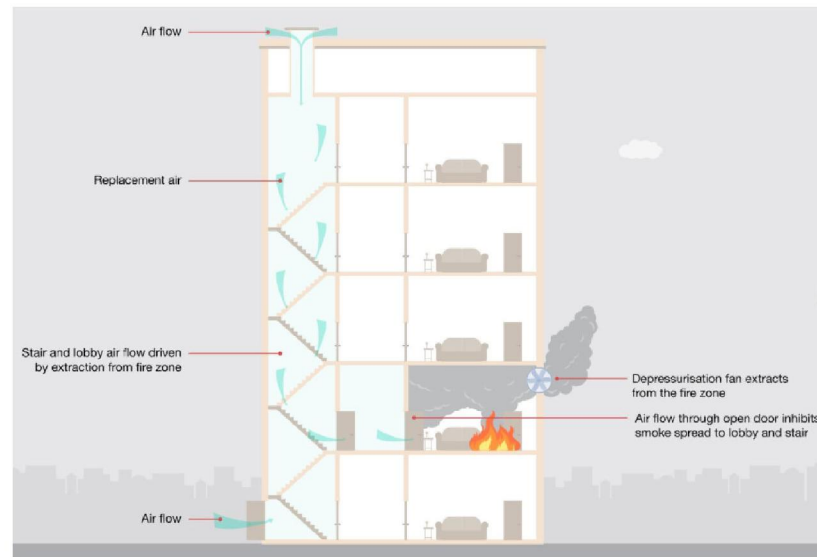 Air flow
Replacement air
Stair and lobby air flow driven
by extraction from fire zone
Depressurisation fan extracts
from the fire zone
Air flow through open door inhibits
smoke spread to lobby and stair
Air flow